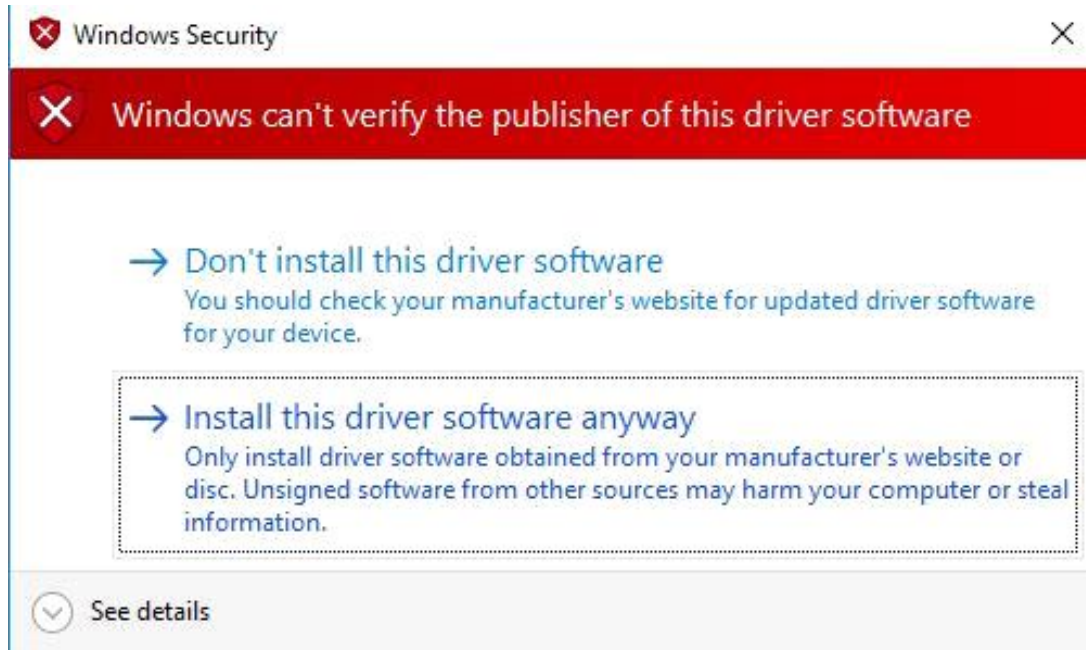 Windows Security
Windows can't verify the publisher of this driver software
Don't install this driver software
You should check your manufacturer's website for updated driver software
for your device.
Install this driver software anyway
Only install driver software obtained from your manufacturer's website or
disc. Unsigned software from other sources may harm your computer or steal
information.
See details